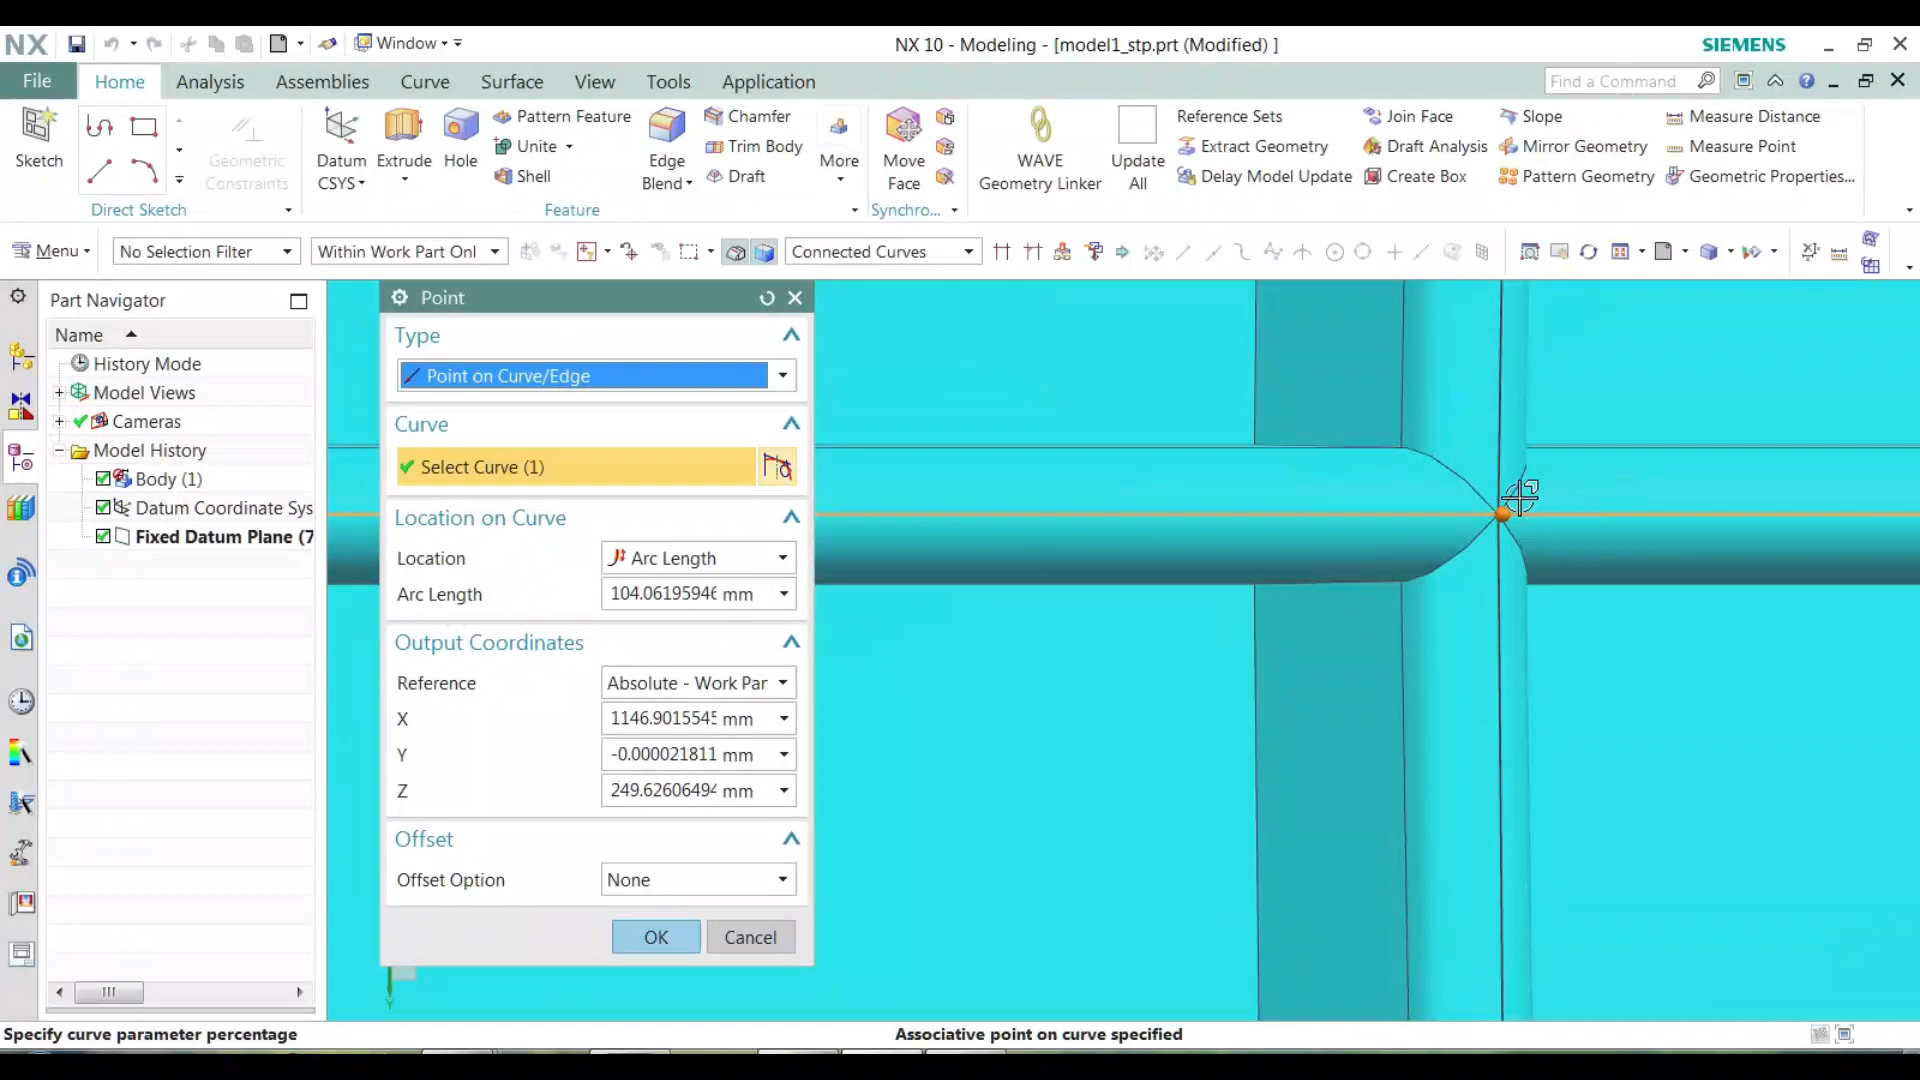 NX
Window
NX 10 - Modeling - [model1_stp.prt (Modified) ]
SIEMENS
File
Home
Analysis
Assemblies
Curve
Surface
View
Tools
Application
Find a Command
Sketch
Geometric
Constraints
Direct Sketch
Datum
CSYS
Extrude
Hole
Pattern Feature
Unite
Shell
Edge
Blend
Chamfer
Trim Body
Draft
More
Feature
Move
Face
Synchro...
WAVE
Geometry Linker
Update
All
Reference Sets
Extract Geometry
Delay Model Update
Join Face
Draft Analysis
Create Box
Slope
Mirror Geometry
Pattern Geometry
Measure Distance
Measure Point
Geometric Properties...
Menu
No Selection Filter
Within Work Part Onl
Connected Curves
Part Navigator
Name
History Mode
Model Views
Cameras
Model History
Body (1)
Datum Coordinate Sys
Fixed Datum Plane (7
Point
Type
Point on Curve/Edge
Curve
Select Curve (1)
Location on Curve
Location
Arc Length
Arc Length
104.06195946 mm
Output Coordinates
Reference
Absolute - Work Par
X
1146.9015545 mm
Y
-0.000021811 mm
Z
249.62606494 mm
Offset
Offset Option
None
OK
Cancel
Y
Specify curve parameter percentage
Associative point on curve specified